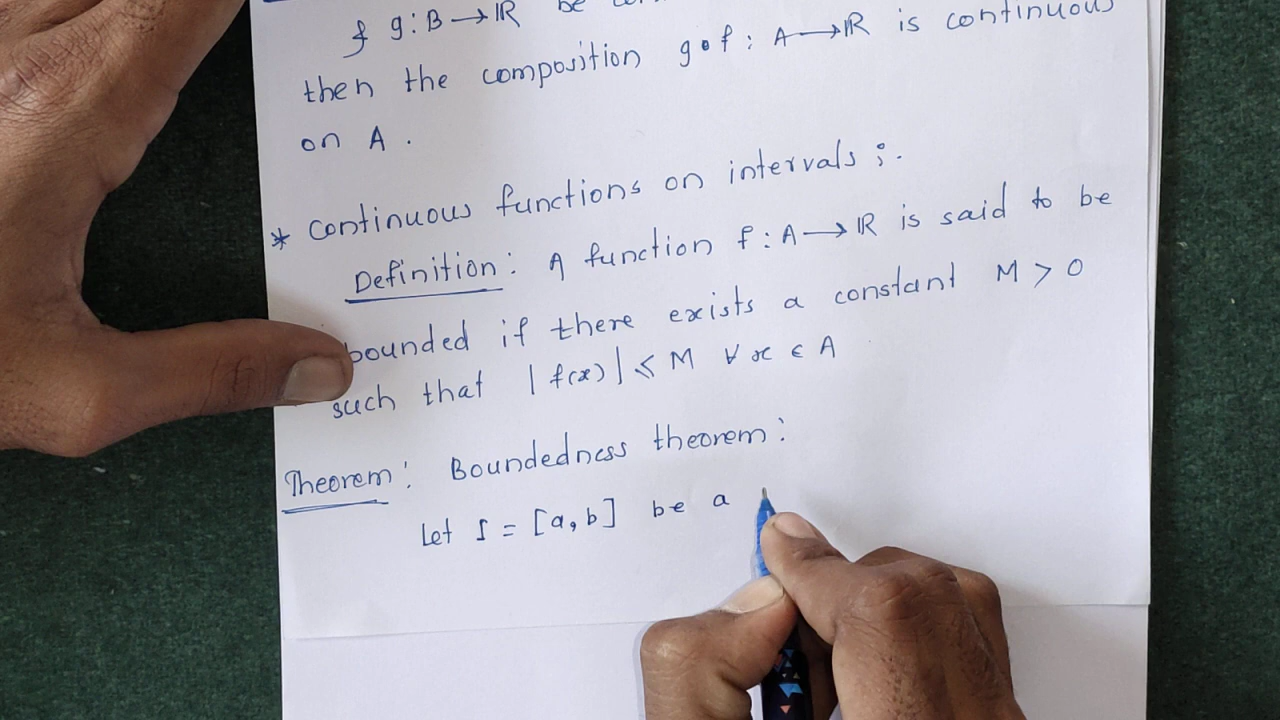 & g : B → ℝ be
then the composition g∘f : A → ℝ is continuous
on A .
* Continuous functions on intervals ; .
Definition : A function f : A → ℝ is said to be
bounded if there exists a constant M > 0
such that |f(x)| ≤ M ∀ x ∈ A
Theorem : Boundedness theorem :
Let I = [a, b] be a